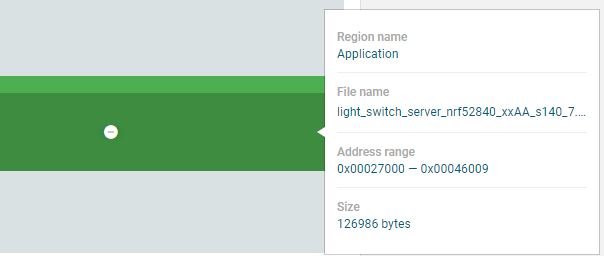 Region name
Application
File name
light_switch_server_nrf52840_xxAA_s140_7....
Address range
0x00027000 — 0x00046009
Size
126986 bytes